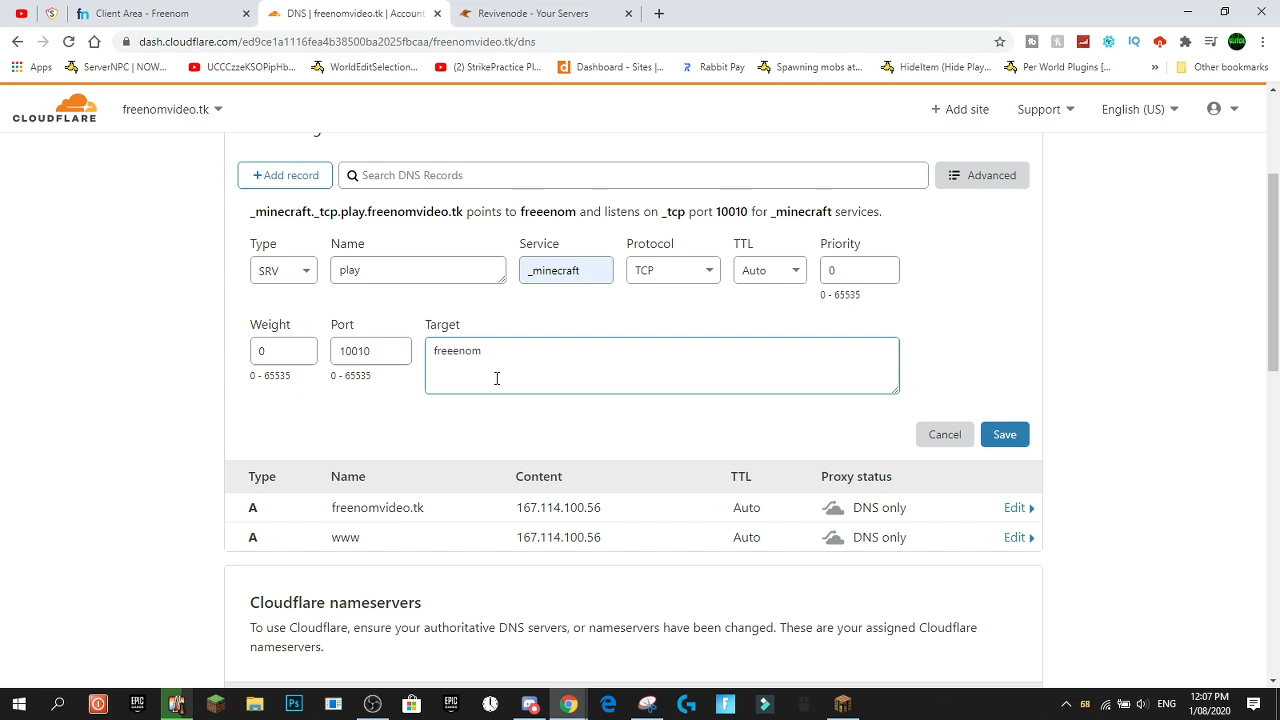 Client Area - Freenom
DNS | freenomvideo.tk | Account
Revivenode - Your Servers
dash.cloudflare.com/ed9ce1a1116fea4b38500ba2025fbcaa/freenomvideo.tk/dns
Apps
ServerNPC | NOW...
UCCCzzeKSOPipHb...
WorldEditSelection...
(2) StrikePractice Pl...
Dashboard - Sites |...
Rabbit Pay
Spawning mobs at...
HideItem (Hide Play...
Per World Plugins [...
»
Other bookmarks
CLOUDFLARE
freenomvideo.tk
+ Add site
Support
English (US)
+Add record
Search DNS Records
Advanced
_minecraft._tcp.play.freenomvideo.tk points to freeenom and listens on _tcp port 10010 for _minecraft services.
Type Name Service Protocol TTL Priority
SRV play _minecraft TCP Auto 0
0 - 65535
Weight Port Target
0 10010 freeenom
0 - 65535 0 - 65535
Cancel Save
Type Name Content TTL Proxy status
A freenomvideo.tk 167.114.100.56 Auto DNS only Edit
A www 167.114.100.56 Auto DNS only Edit
Cloudflare nameservers
To use Cloudflare, ensure your authoritative DNS servers, or nameservers have been changed. These are your assigned Cloudflare
nameservers.
EPIC GAMES
Ps
EPIC GAMES
68
ENG
12:07 PM
1/08/2020